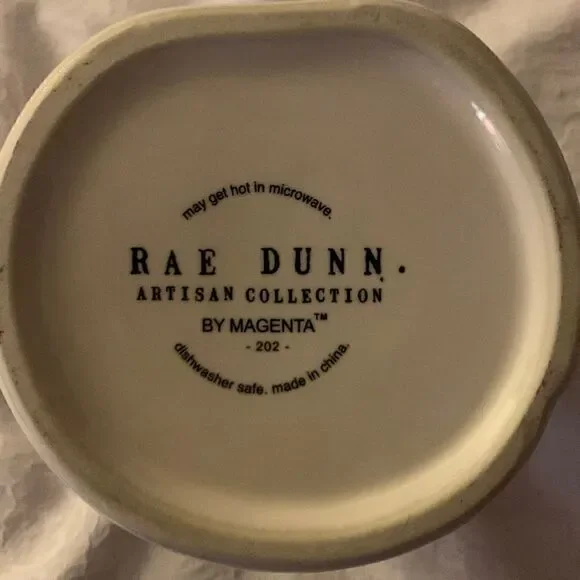 may get hot in microwave.
RAE DUNN.
ARTISAN COLLECTION
BY MAGENTA™
- 202 -
dishwasher safe. made in china.